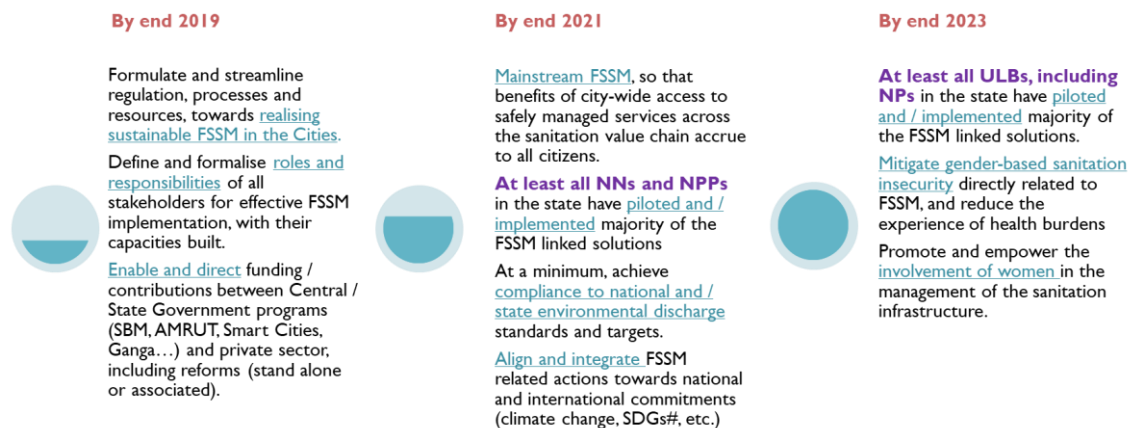 By end 2019
Formulate and streamline
regulation, processes and
resources, towards realising
sustainable FSSM in the Cities.
Define and formalise roles and
responsibilities of all
stakeholders for effective FSSM
implementation, with their
capacities built.
Enable and direct funding /
contributions between Central /
State Government programs
(SBM, AMRUT, Smart Cities,
Ganga…) and private sector,
including reforms (stand alone
or associated).
By end 2021
Mainstream FSSM, so that
benefits of city-wide access to
safely managed services across
the sanitation value chain accrue
to all citizens.
At least all NNs and NPPs
in the state have piloted and /
implemented majority of the
FSSM linked solutions
At a minimum, achieve
compliance to national and /
state environmental discharge
standards and targets.
Align and integrate FSSM
related actions towards national
and international commitments
(climate change, SDGs#, etc.)
By end 2023
At least all ULBs, including
NPs in the state have piloted
and / implemented majority of
the FSSM linked solutions.
Mitigate gender-based sanitation
insecurity directly related to
FSSM, and reduce the
experience of health burdens
Promote and empower the
involvement of women in the
management of the sanitation
infrastructure.